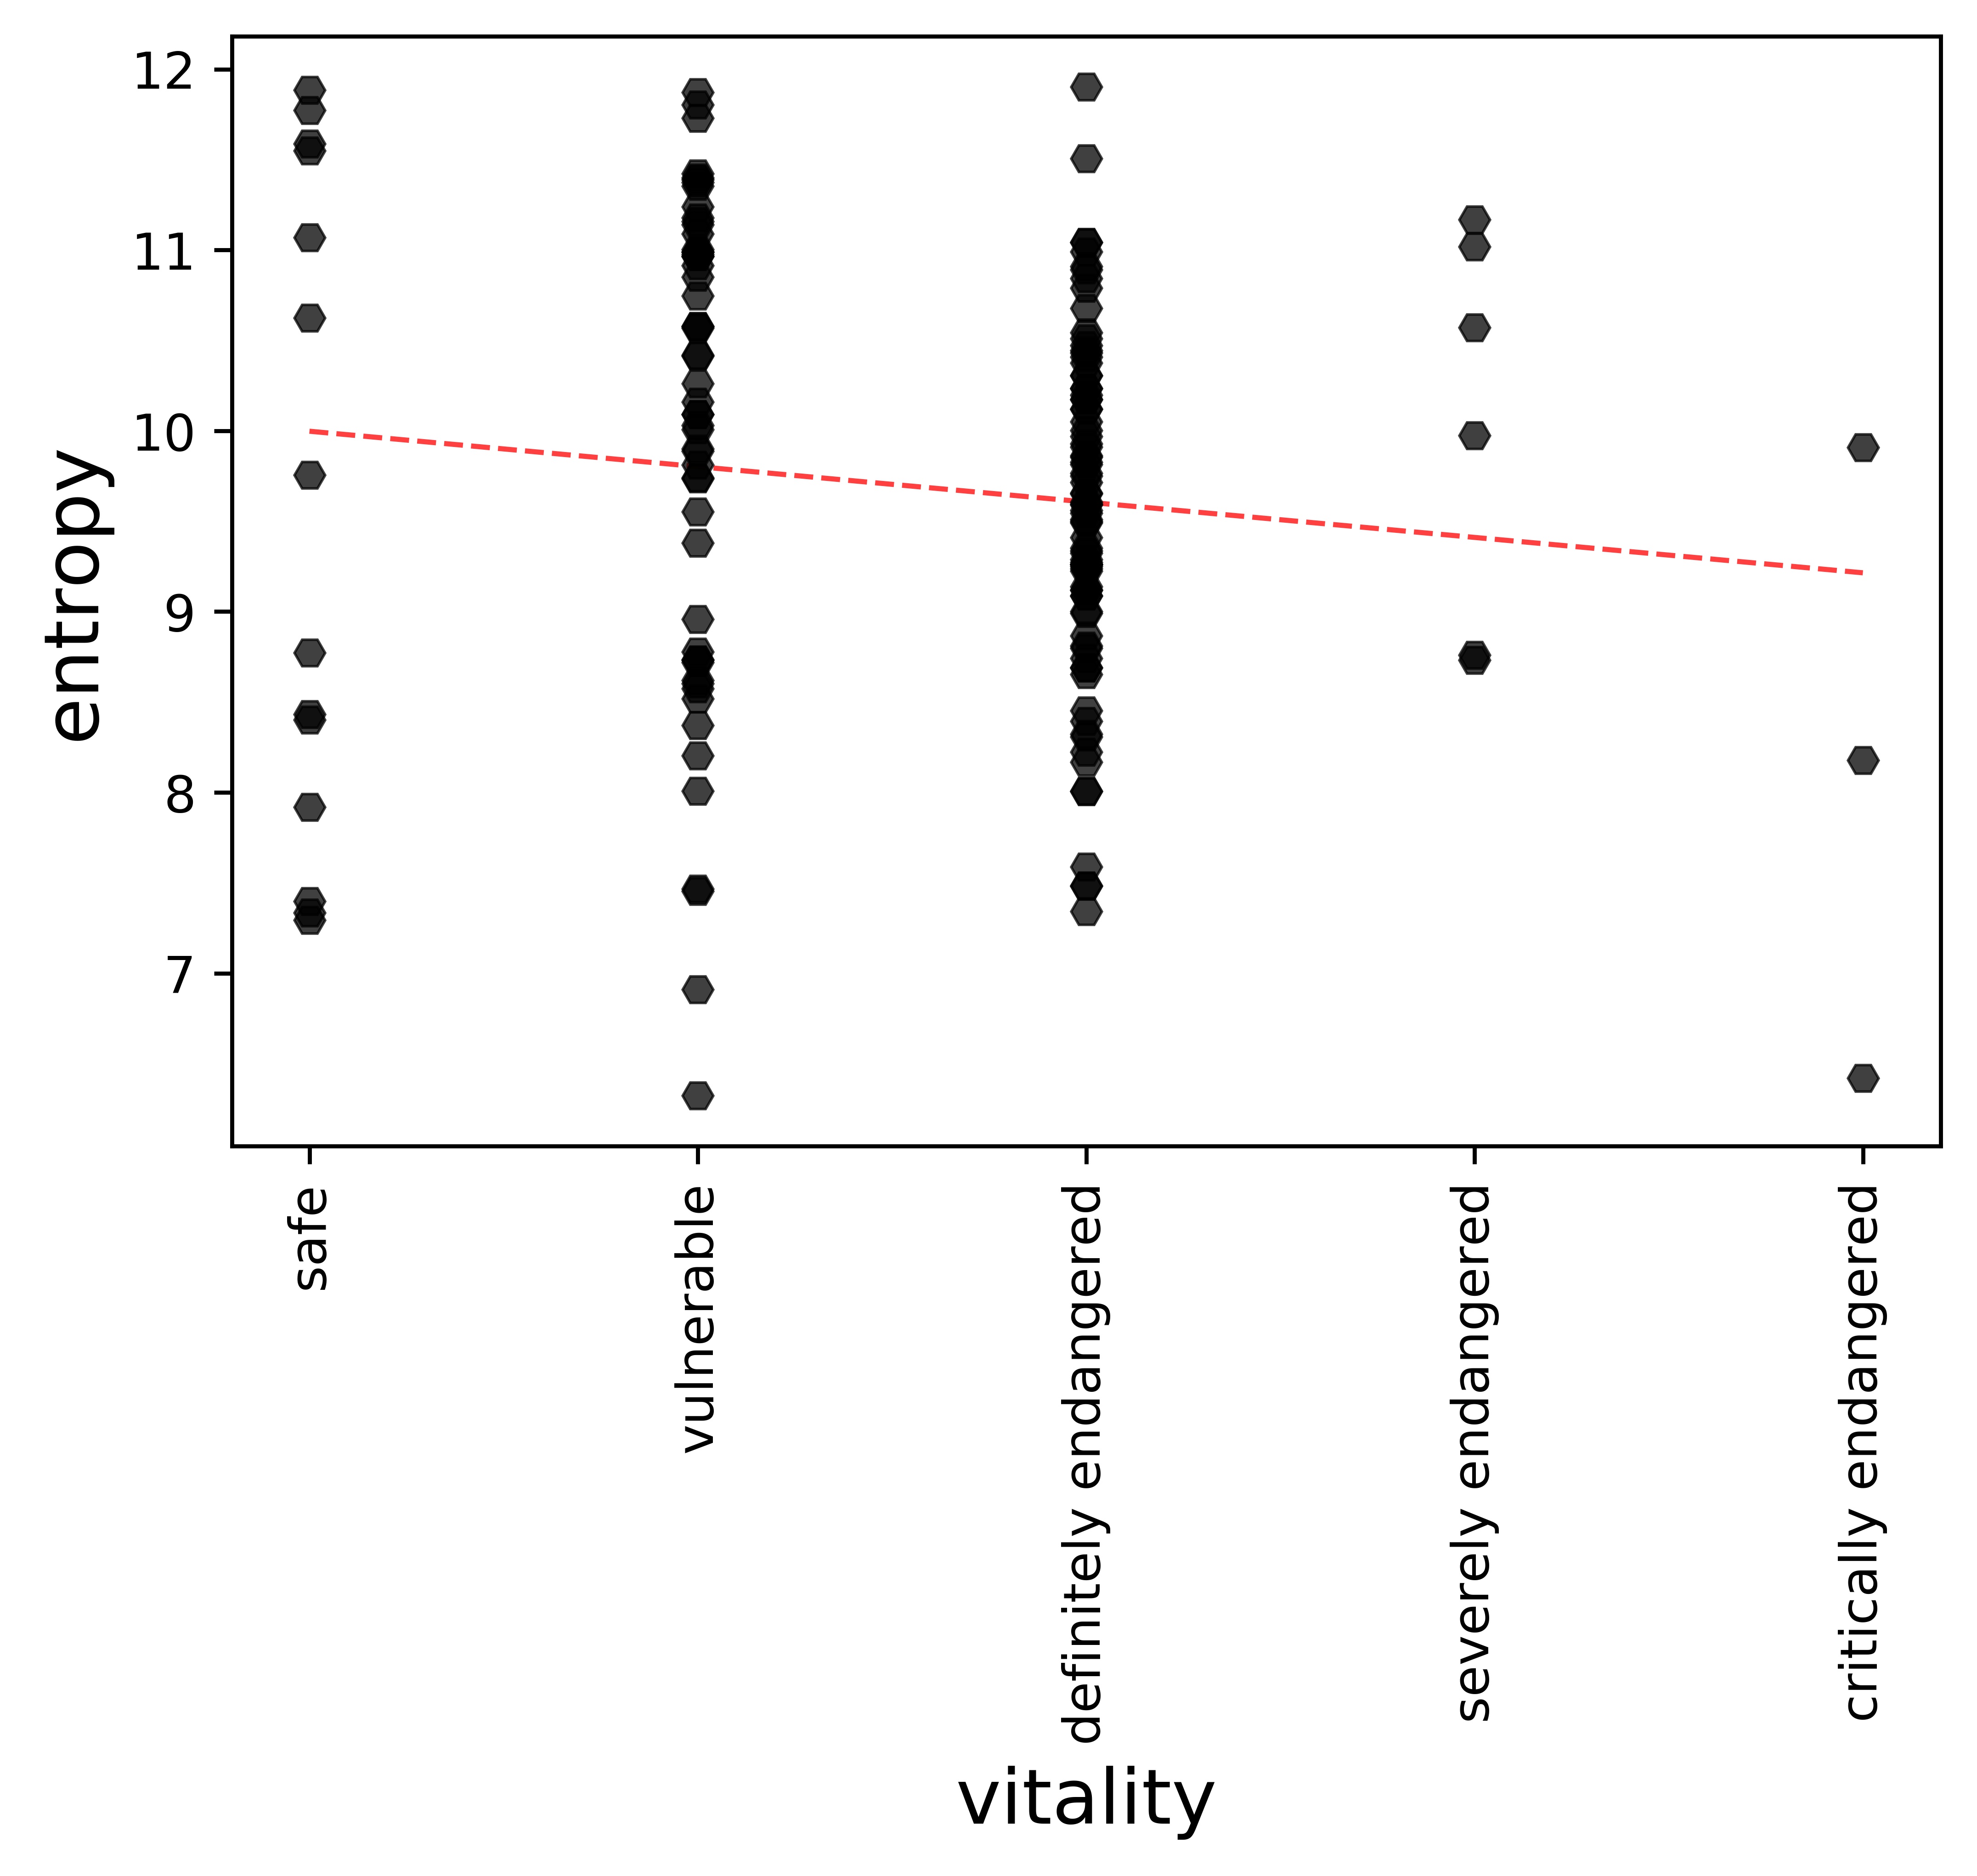 12
11
10
9
8
7
entropy
safe
vulnerable
definitely endangered
severely endangered
critically endangered
vitality